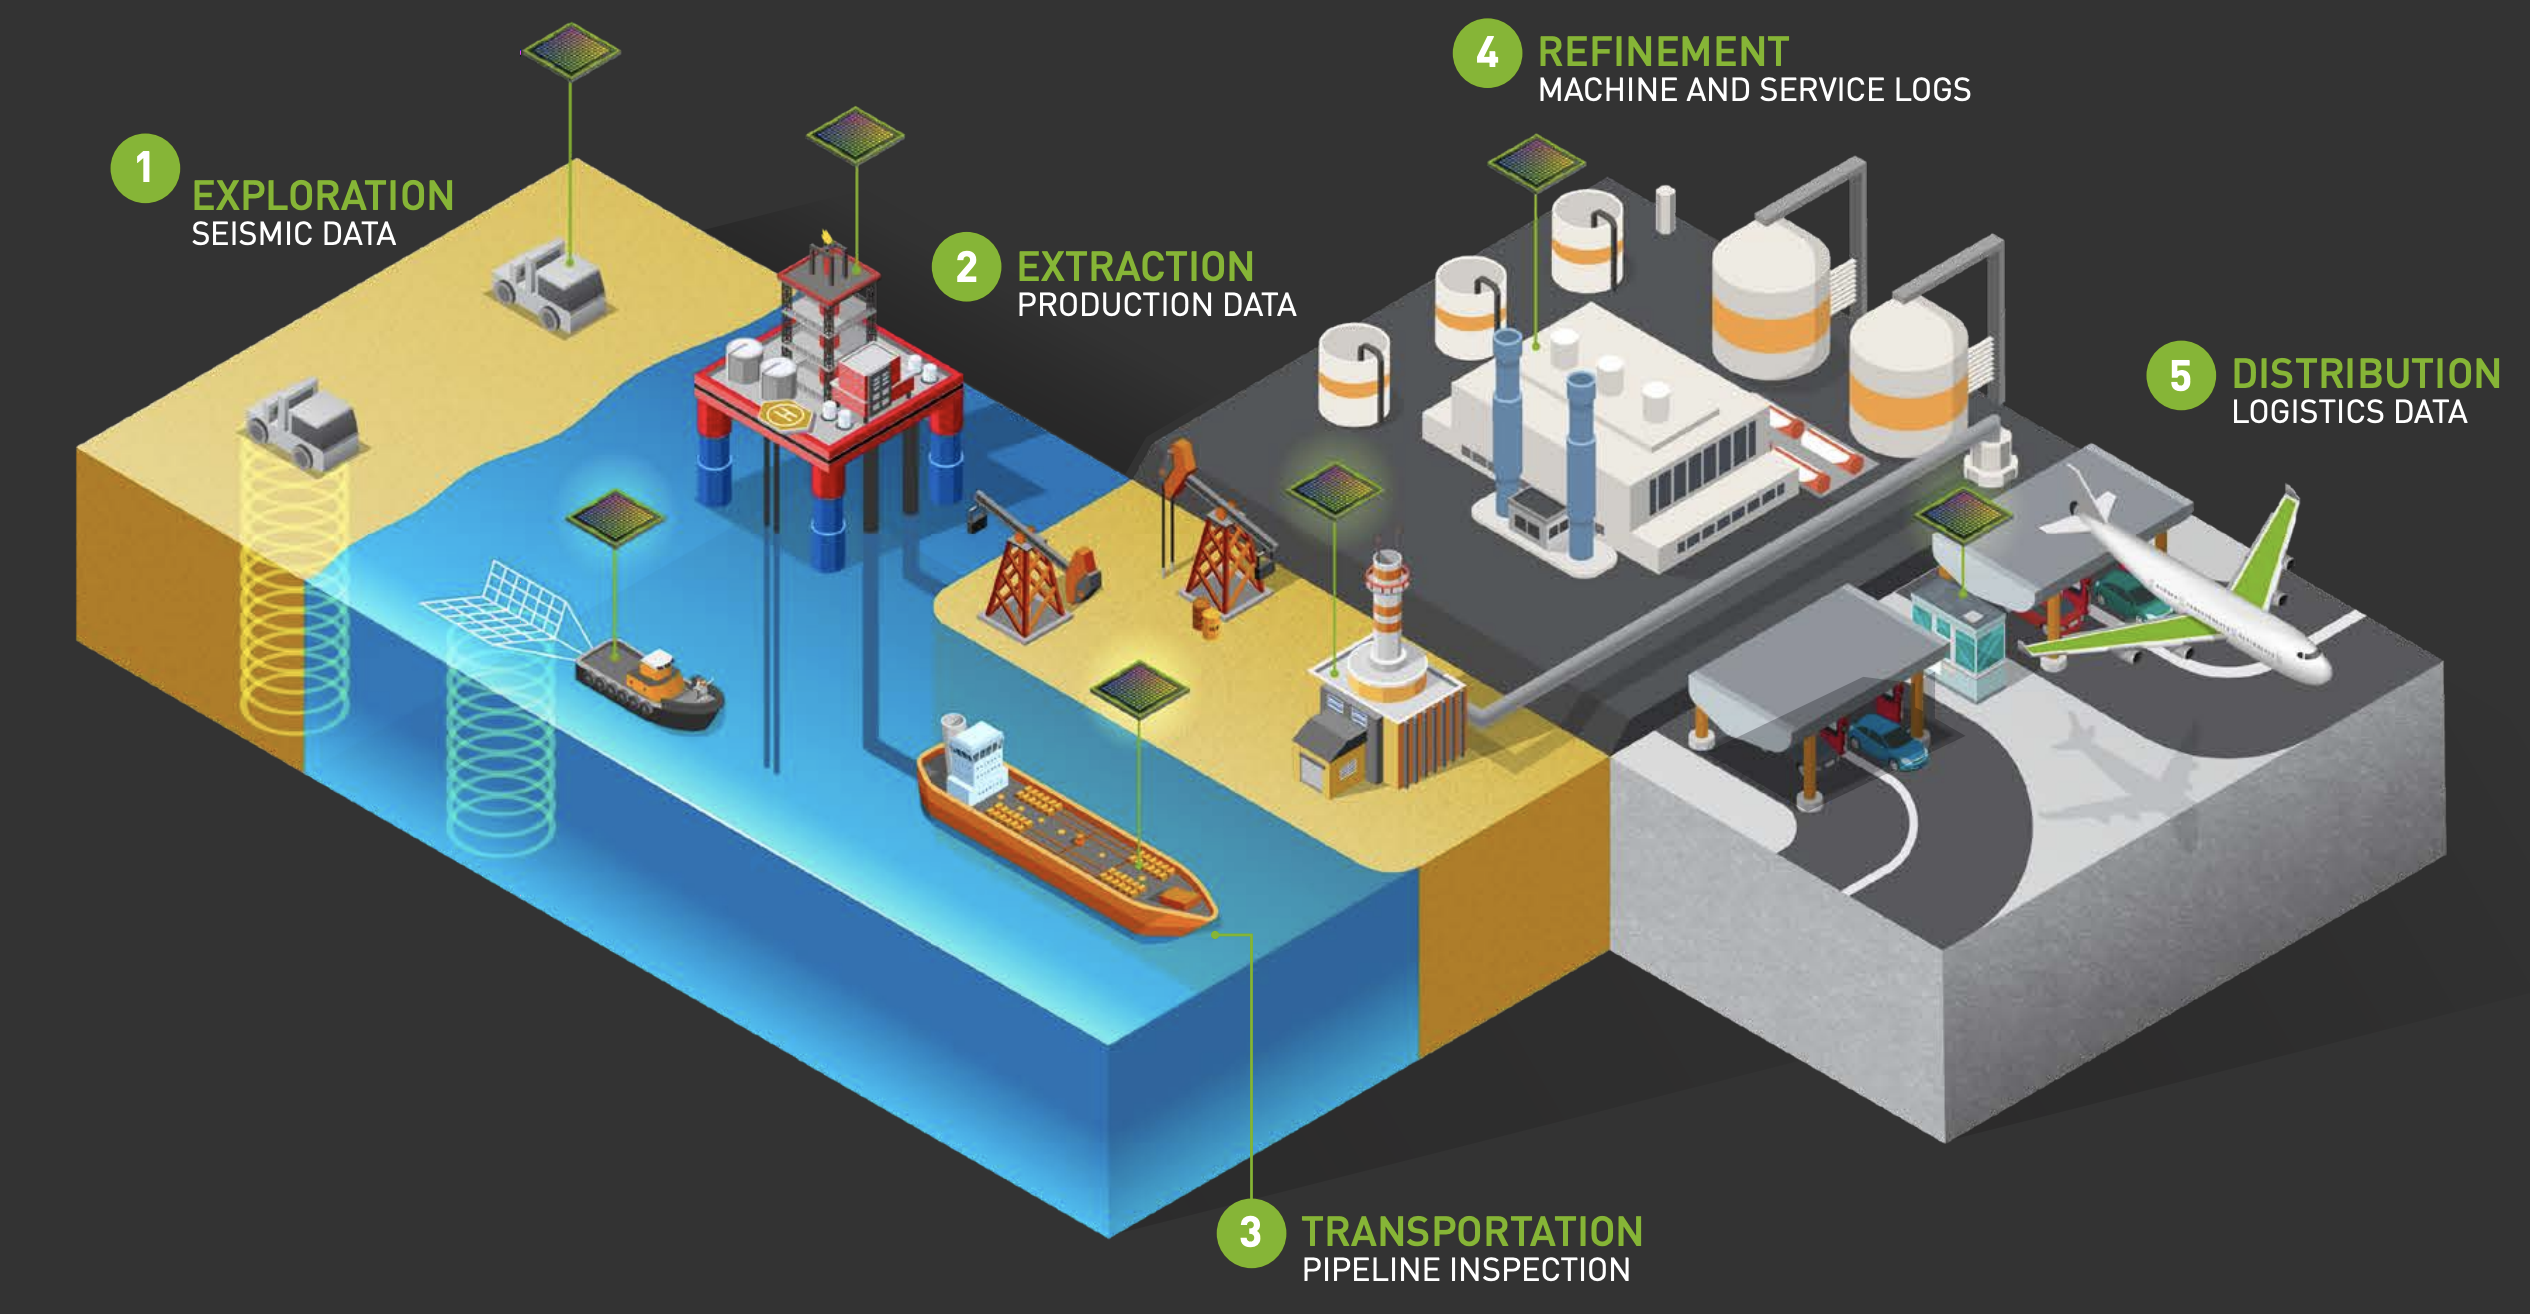 1
EXPLORATION
SEISMIC DATA
2
EXTRACTION
PRODUCTION DATA
3
TRANSPORTATION
PIPELINE INSPECTION
4
REFINEMENT
MACHINE AND SERVICE LOGS
5
DISTRIBUTION
LOGISTICS DATA
H